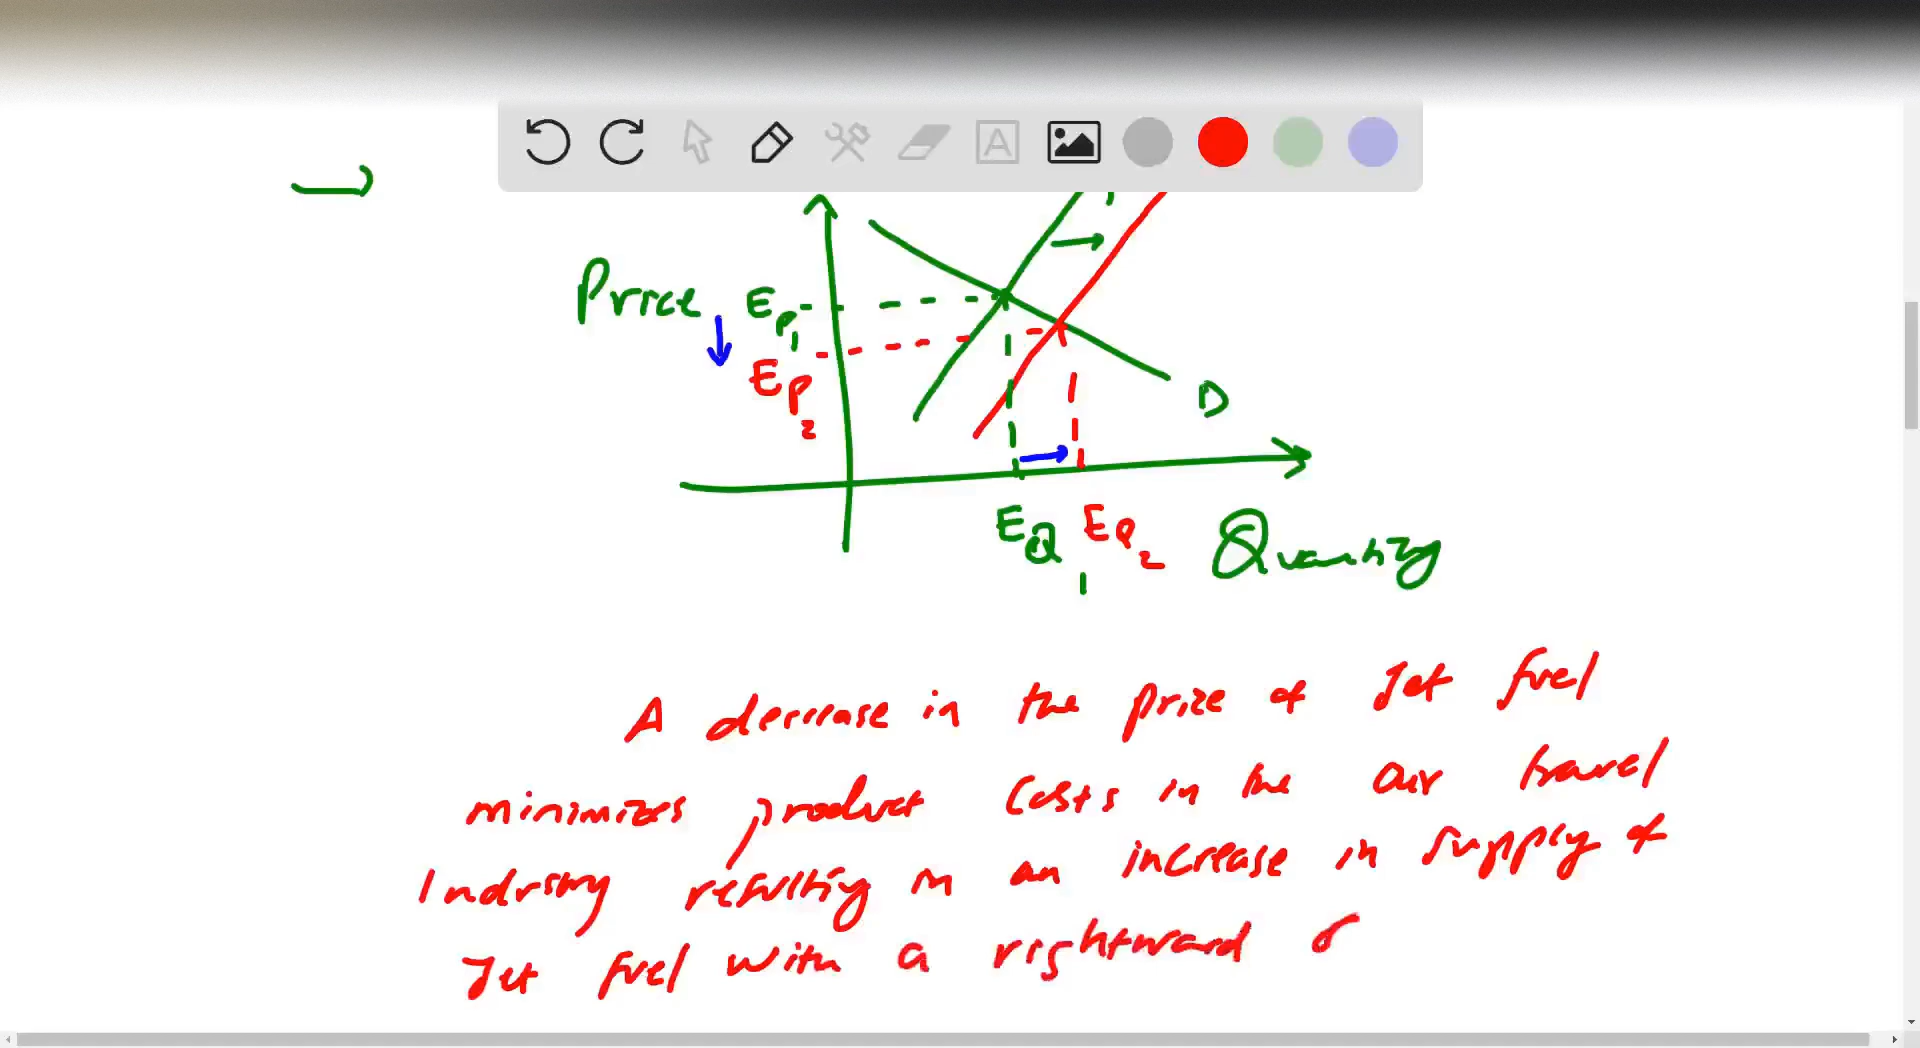 A
Price
EP1
EP2
D
EQ1 EQ2 Quantity
A decrease in the price of Jet fuel
minimizes product costs in the air travel
Industry resulting in an increase in supply of
Jet fuel with a rightward